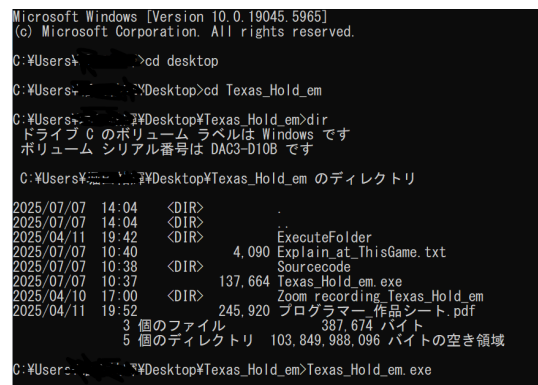 Microsoft Windows [Version 10.0.19045.5965]
(c) Microsoft Corporation. All rights reserved.
C:¥Users¥>cd desktop
C:¥Users¥¥Desktop>cd Texas_Hold_em
C:¥Users¥¥Desktop¥Texas_Hold_em>dir
ドライブ C のボリューム ラベルは Windows です
ボリューム シリアル番号は DAC3-D10B です
C:¥Users¥¥Desktop¥Texas_Hold_em のディレクトリ
2025/07/07 14:04 <DIR> .
2025/07/07 14:04 <DIR> ..
2025/04/11 19:42 <DIR> ExecuteFolder
2025/07/07 10:40 4,090 Explain_at_ThisGame.txt
2025/07/07 10:38 <DIR> Sourcecode
2025/07/07 10:37 137,664 Texas_Hold_em.exe
2025/04/10 17:00 <DIR> Zoom recording_Texas_Hold_em
2025/04/11 19:52 245,920 プログラマー_作品シート.pdf
3 個のファイル 387,674 バイト
5 個のディレクトリ 103,849,988,096 バイトの空き領域
C:¥Users¥¥Desktop¥Texas_Hold_em>Texas_Hold_em.exe